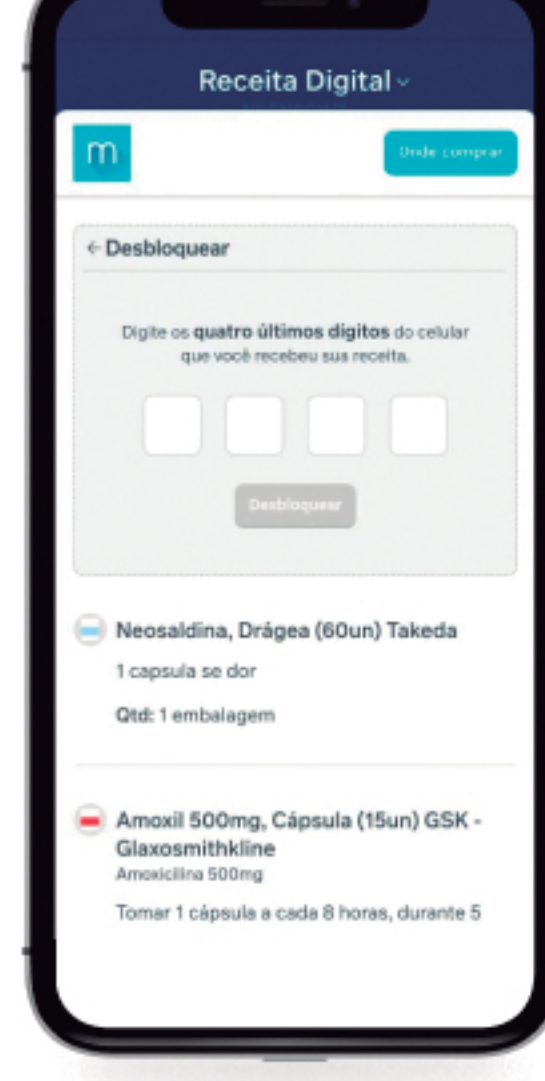 Receita Digital
m
Onde comprar
← Desbloquear
Digite os quatro últimos dígitos do celular
que você recebeu sua receita.
Desbloquear
Neosaldina, Drágea (60un) Takeda
1 capsula se dor
Qtd: 1 embalagem
Amoxil 500mg, Cápsula (15un) GSK -
Glaxosmithkline
Amoxicilina 500mg
Tomar 1 cápsula a cada 8 horas, durante 5